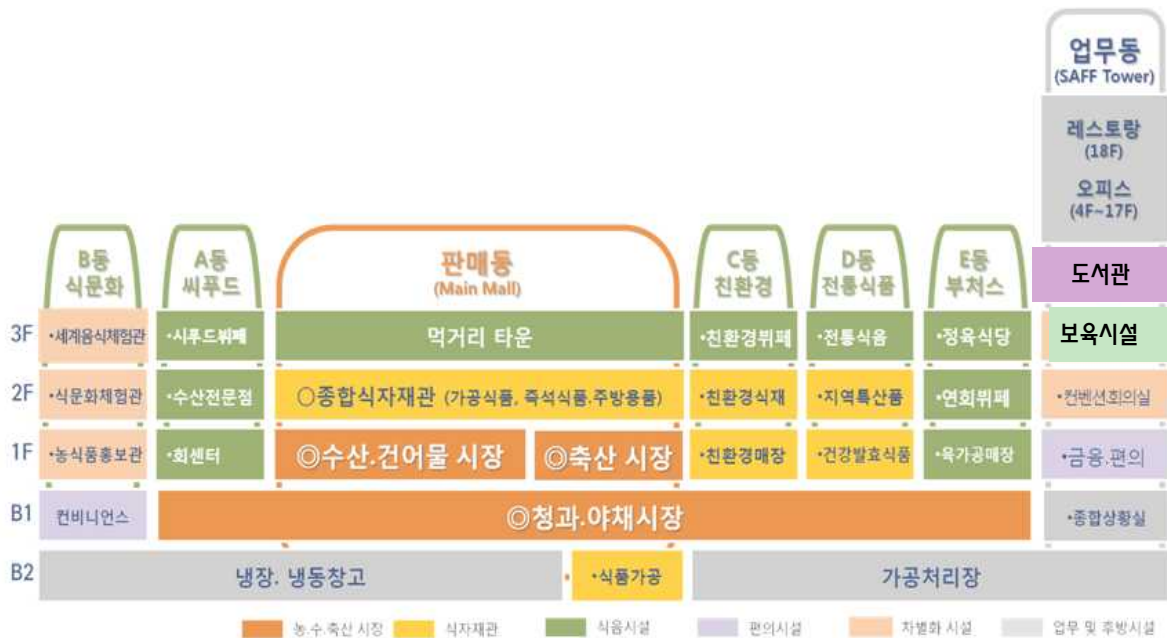 업무동
(SAFF Tower)
레스토랑
(18F)
오피스
(4F~17F)
B동
식문화
A동
씨푸드
판매동
(Main Mall)
C동
친환경
D동
전통식품
E동
부처스
도서관
3F
•세계음식체험관
•시푸드뷔페
먹거리 타운
•친환경뷔페
•전통식음
•정육식당
보육시설
2F
•식문화체험관
•수산전문점
○종합식자재관 (가공식품, 즉석식품.주방용품)
•친환경식재
•지역특산품
•연회뷔페
•컨벤션회의실
1F
•농식품홍보관
•회센터
◎수산.건어물 시장
◎축산 시장
•친환경매장
•건강발효식품
•육가공매장
•금융.편의
B1
컨비니언스
◎청과.야채시장
•종합상황실
B2
냉장. 냉동창고
•식품가공
가공처리장
농.수.축산 시장
식자재관
식음시설
편의시설
차별화 시설
업무 및 후방시설